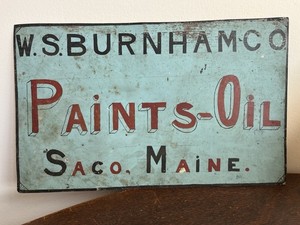 W.S.BURNHAM CO
PAINTS-OIL
SACO, MAINE.